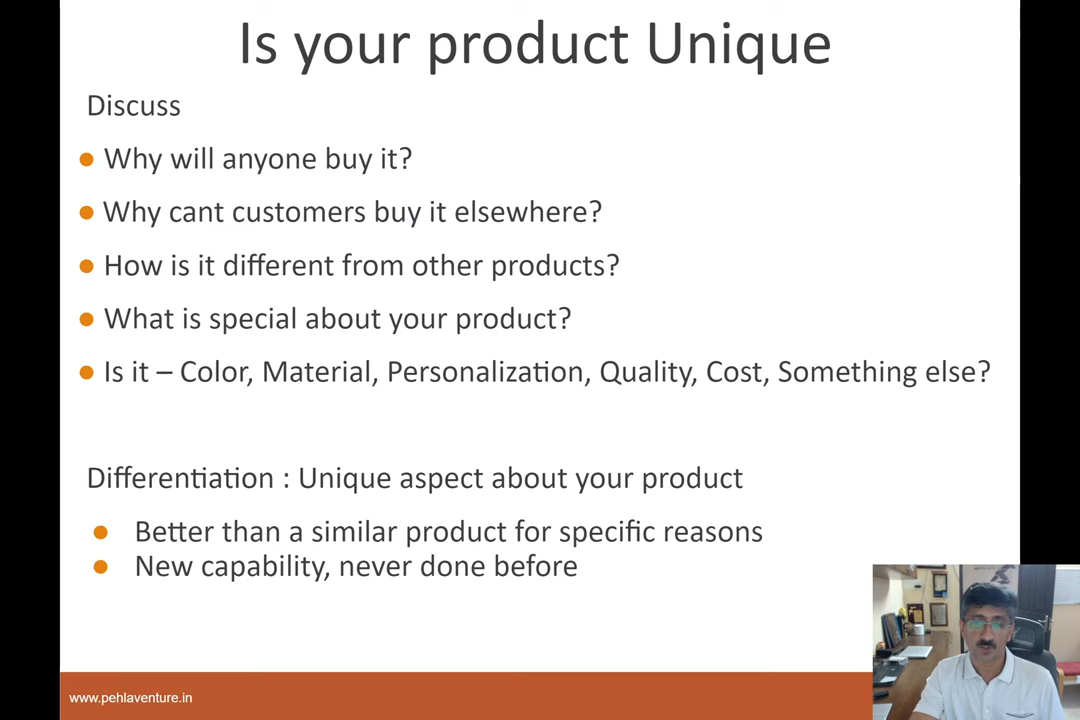 Is your product Unique
Discuss
Why will anyone buy it?
Why cant customers buy it elsewhere?
How is it different from other products?
What is special about your product?
Is it – Color, Material, Personalization, Quality, Cost, Something else?
Differentiation : Unique aspect about your product
Better than a similar product for specific reasons
New capability, never done before
www.pehlaventure.in